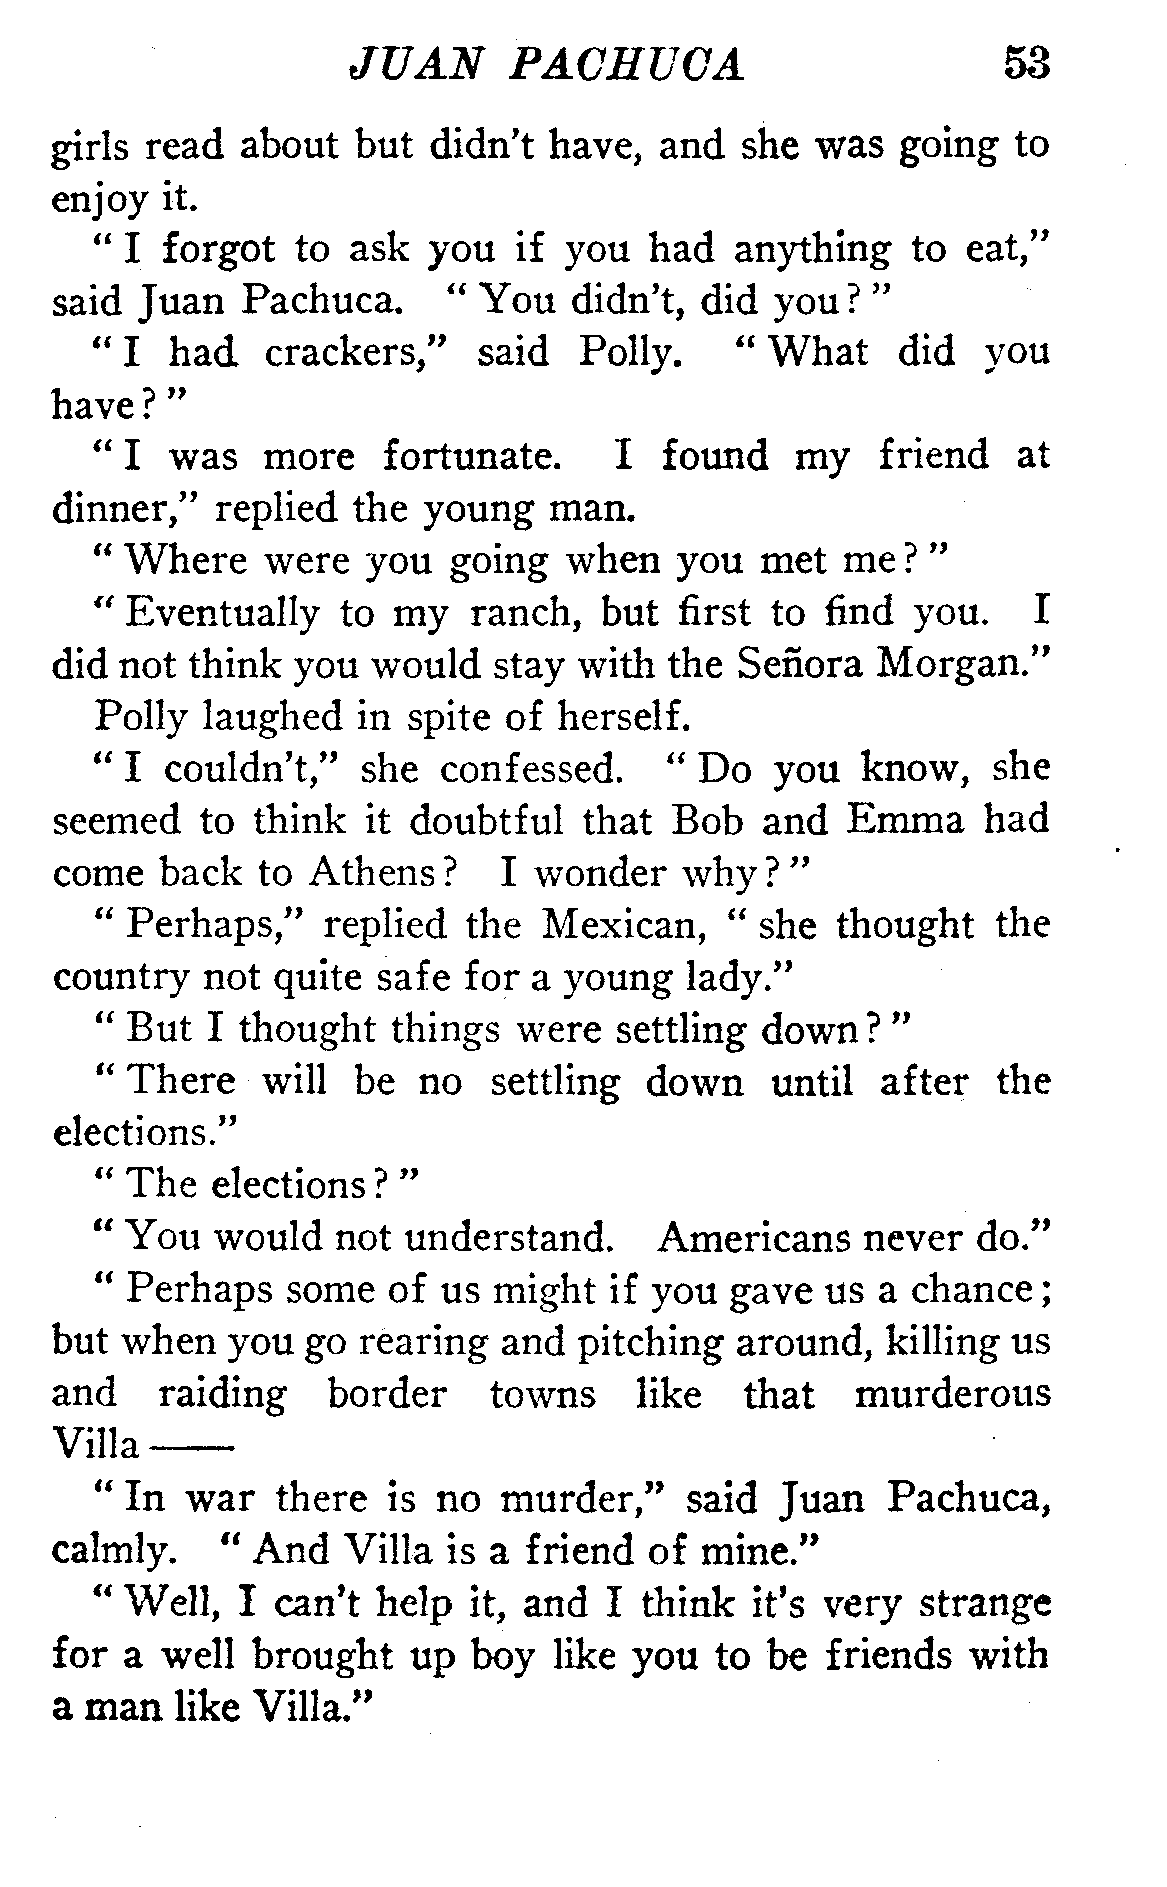 JUAN PACHUCA 53
girls read about but didn't have, and she was going to
enjoy it.
" I forgot to ask you if you had anything to eat,"
said Juan Pachuca. " You didn't, did you? "
" I had crackers," said Polly. " What did you
have? "
" I was more fortunate. I found my friend at
dinner," replied the young man.
" Where were you going when you met me? "
" Eventually to my ranch, but first to find you. I
did not think you would stay with the Señora Morgan."
Polly laughed in spite of herself.
" I couldn't," she confessed. " Do you know, she
seemed to think it doubtful that Bob and Emma had
come back to Athens? I wonder why? "
" Perhaps," replied the Mexican, " she thought the
country not quite safe for a young lady."
" But I thought things were settling down? "
" There will be no settling down until after the
elections."
" The elections? "
" You would not understand. Americans never do."
" Perhaps some of us might if you gave us a chance;
but when you go rearing and pitching around, killing us
and raiding border towns like that murderous
Villa ——
" In war there is no murder," said Juan Pachuca,
calmly. " And Villa is a friend of mine."
" Well, I can't help it, and I think it's very strange
for a well brought up boy like you to be friends with
a man like Villa."